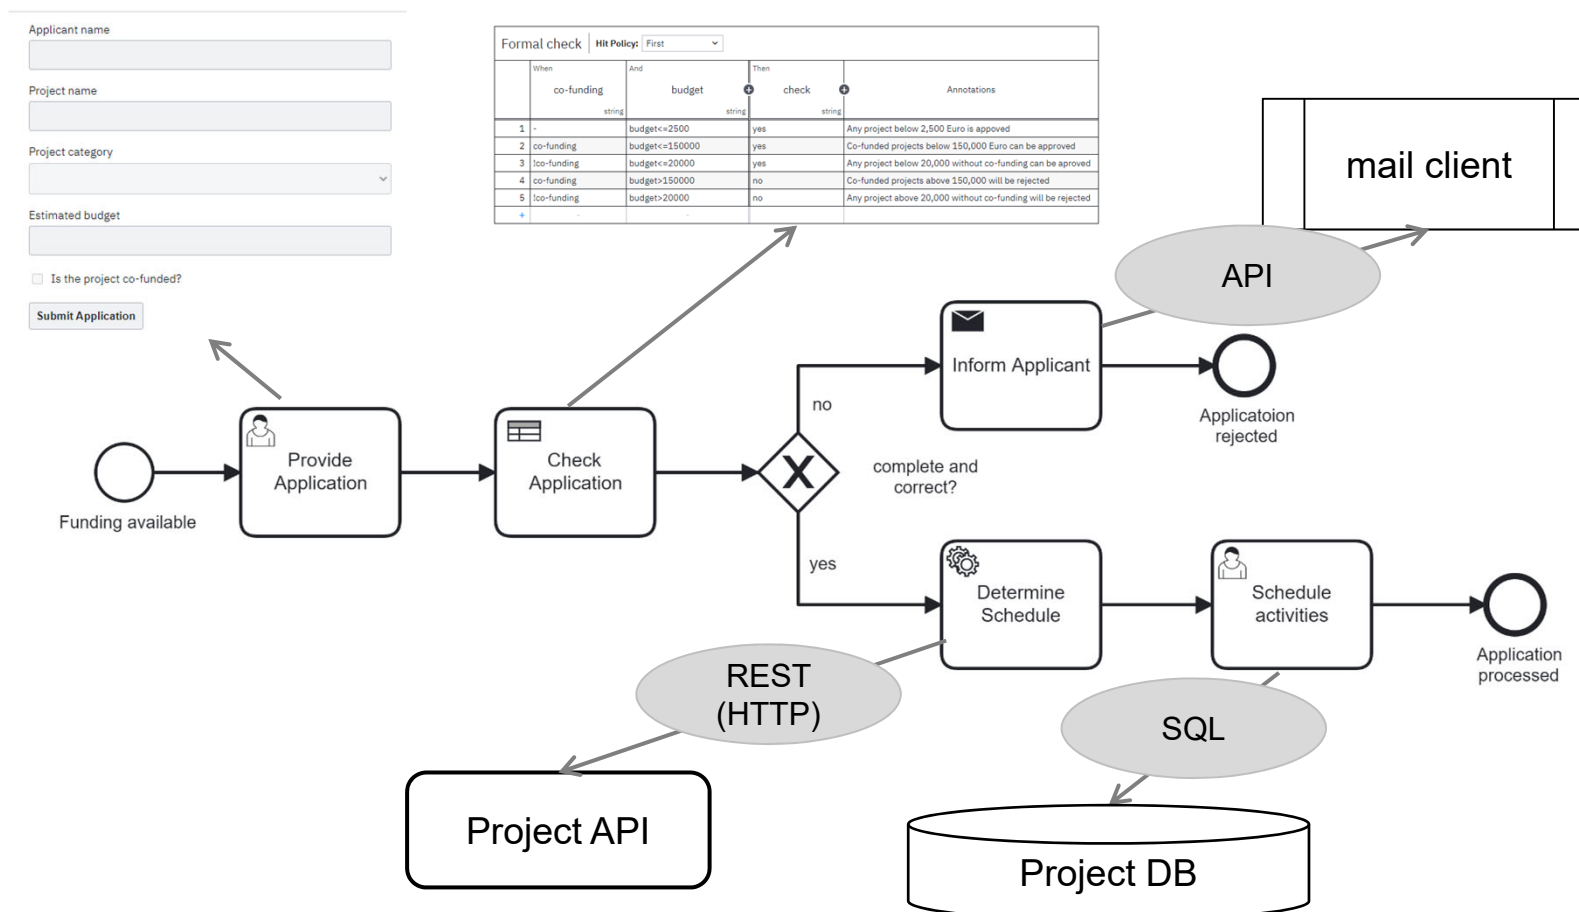 Applicant name
Project name
Project category
Estimated budget
Is the project co-funded?
Submit Application
Formal check Hit Policy: First
When And Then
co-funding budget check Annotations
string string string
1 - budget<=2500 yes Any project below 2,500 Euro is appoved
2 co-funding budget<=150000 yes Co-funded projects below 150,000 Euro can be approved
3 !co-funding budget<=20000 yes Any project below 20,000 without co-funding can be aproved
4 co-funding budget>150000 no Co-funded projects above 150,000 will be rejected
5 !co-funding budget>20000 no Any project above 20,000 without co-funding will be rejected
+ - -
mail client
API
Inform Applicant
Applicatoion
rejected
no
Funding available
Provide
Application
Check
Application
X
complete and
correct?
yes
Determine
Schedule
Schedule
activities
Application
processed
REST
(HTTP)
SQL
Project API
Project DB